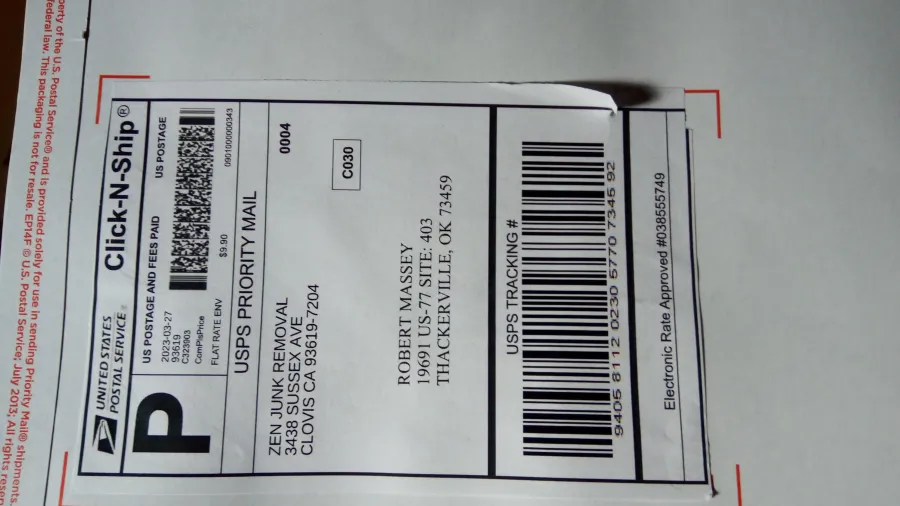 perty of the U.S. Postal Service® and is provided solely for use in sending Priority Mail® shipments.
federal law. This packaging is not for resale. EP14F © U.S. Postal Service; July 2013; All rights reser
UNITED STATES
POSTAL SERVICE®
Click-N-Ship®
P
US POSTAGE AND FEES PAID
US POSTAGE
2023-03-27
93619
C323903
ComPlsPrice
FLAT RATE ENV
$9.90
0901000000343
USPS PRIORITY MAIL
ZEN JUNK REMOVAL
3438 SUSSEX AVE
CLOVIS CA 93619-7204
0004
C030
ROBERT MASSEY
19691 US-77 SITE: 403
THACKERVILLE, OK 73459
USPS TRACKING #
9405 8112 0230 5770 7345 92
Electronic Rate Approved #038555749